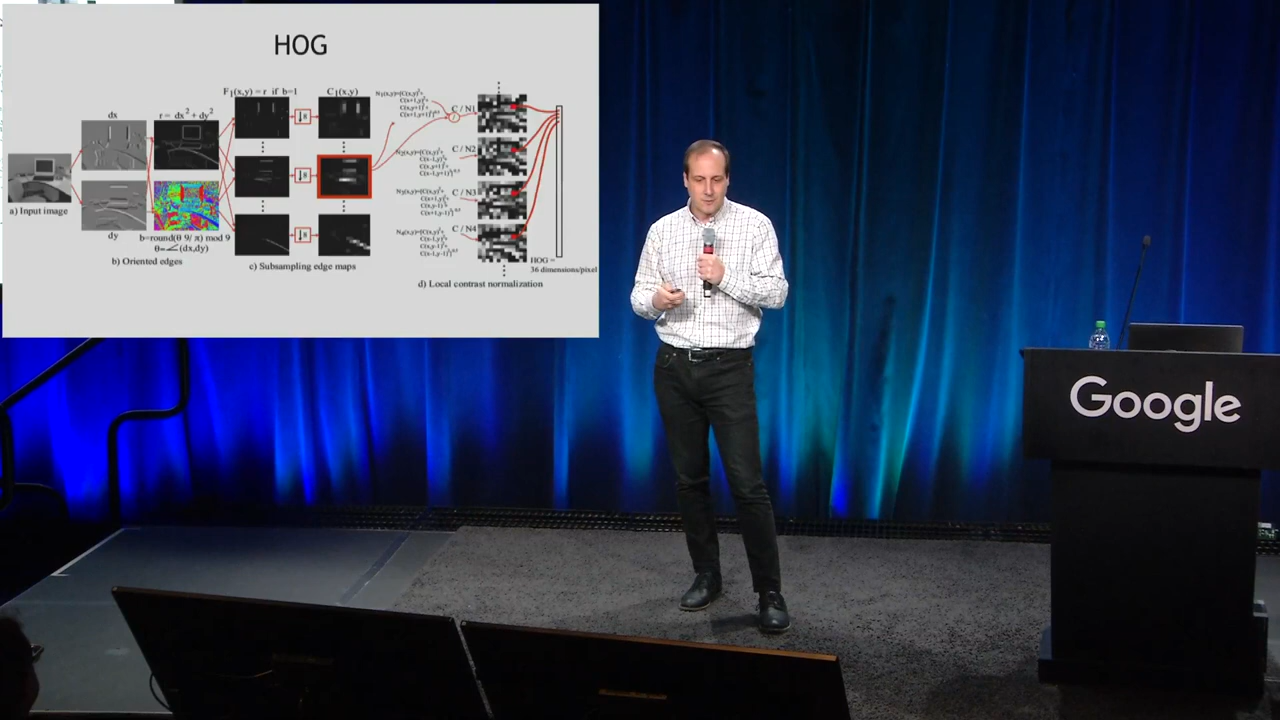 HOG
F₁(x,y) = r if b=1
C₁(x,y)
dx
r = dx² + dy²
C / N1
C / N2
C / N3
C / N4
a) Input image
dy
b=round(θ 9/ π) mod 9
θ=∠(dx,dy)
b) Oriented edges
c) Subsampling edge maps
HOG =
36 dimensions/pixel
d) Local contrast normalization
Google